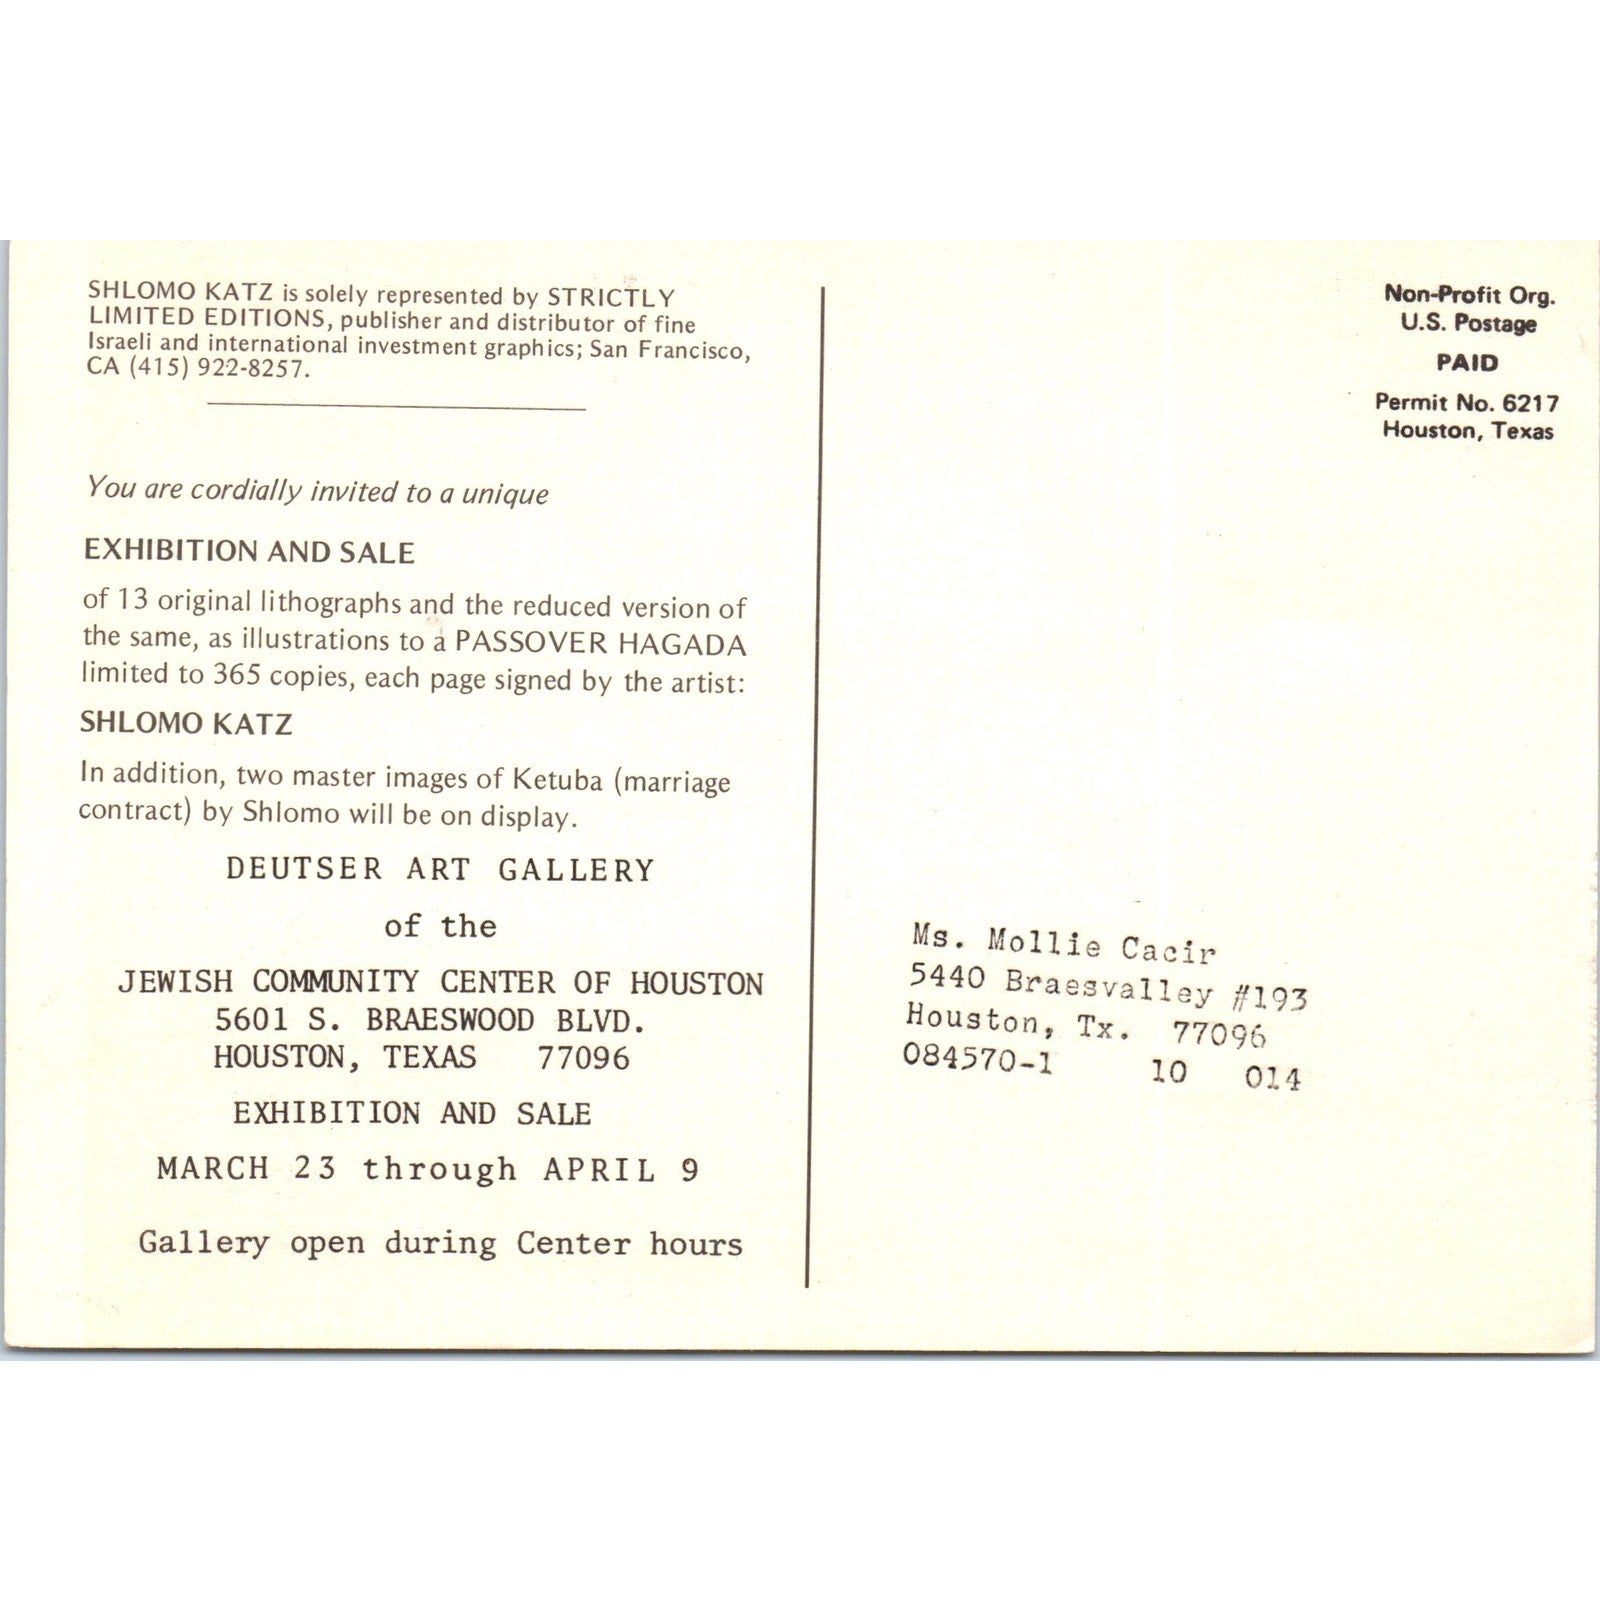 SHLOMO KATZ is solely represented by STRICTLY
LIMITED EDITIONS, publisher and distributor of fine
Israeli and international investment graphics; San Francisco,
CA (415) 922-8257.
You are cordially invited to a unique
EXHIBITION AND SALE
of 13 original lithographs and the reduced version of
the same, as illustrations to a PASSOVER HAGADA
limited to 365 copies, each page signed by the artist:
SHLOMO KATZ
In addition, two master images of Ketuba (marriage
contract) by Shlomo will be on display.
DEUTSER ART GALLERY
of the
JEWISH COMMUNITY CENTER OF HOUSTON
5601 S. BRAESWOOD BLVD.
HOUSTON, TEXAS 77096
EXHIBITION AND SALE
MARCH 23 through APRIL 9
Gallery open during Center hours
Non-Profit Org.
U.S. Postage
PAID
Permit No. 6217
Houston, Texas
Ms. Mollie Cacir
5440 Braesvalley #193
Houston, Tx. 77096
084570-1 10 014